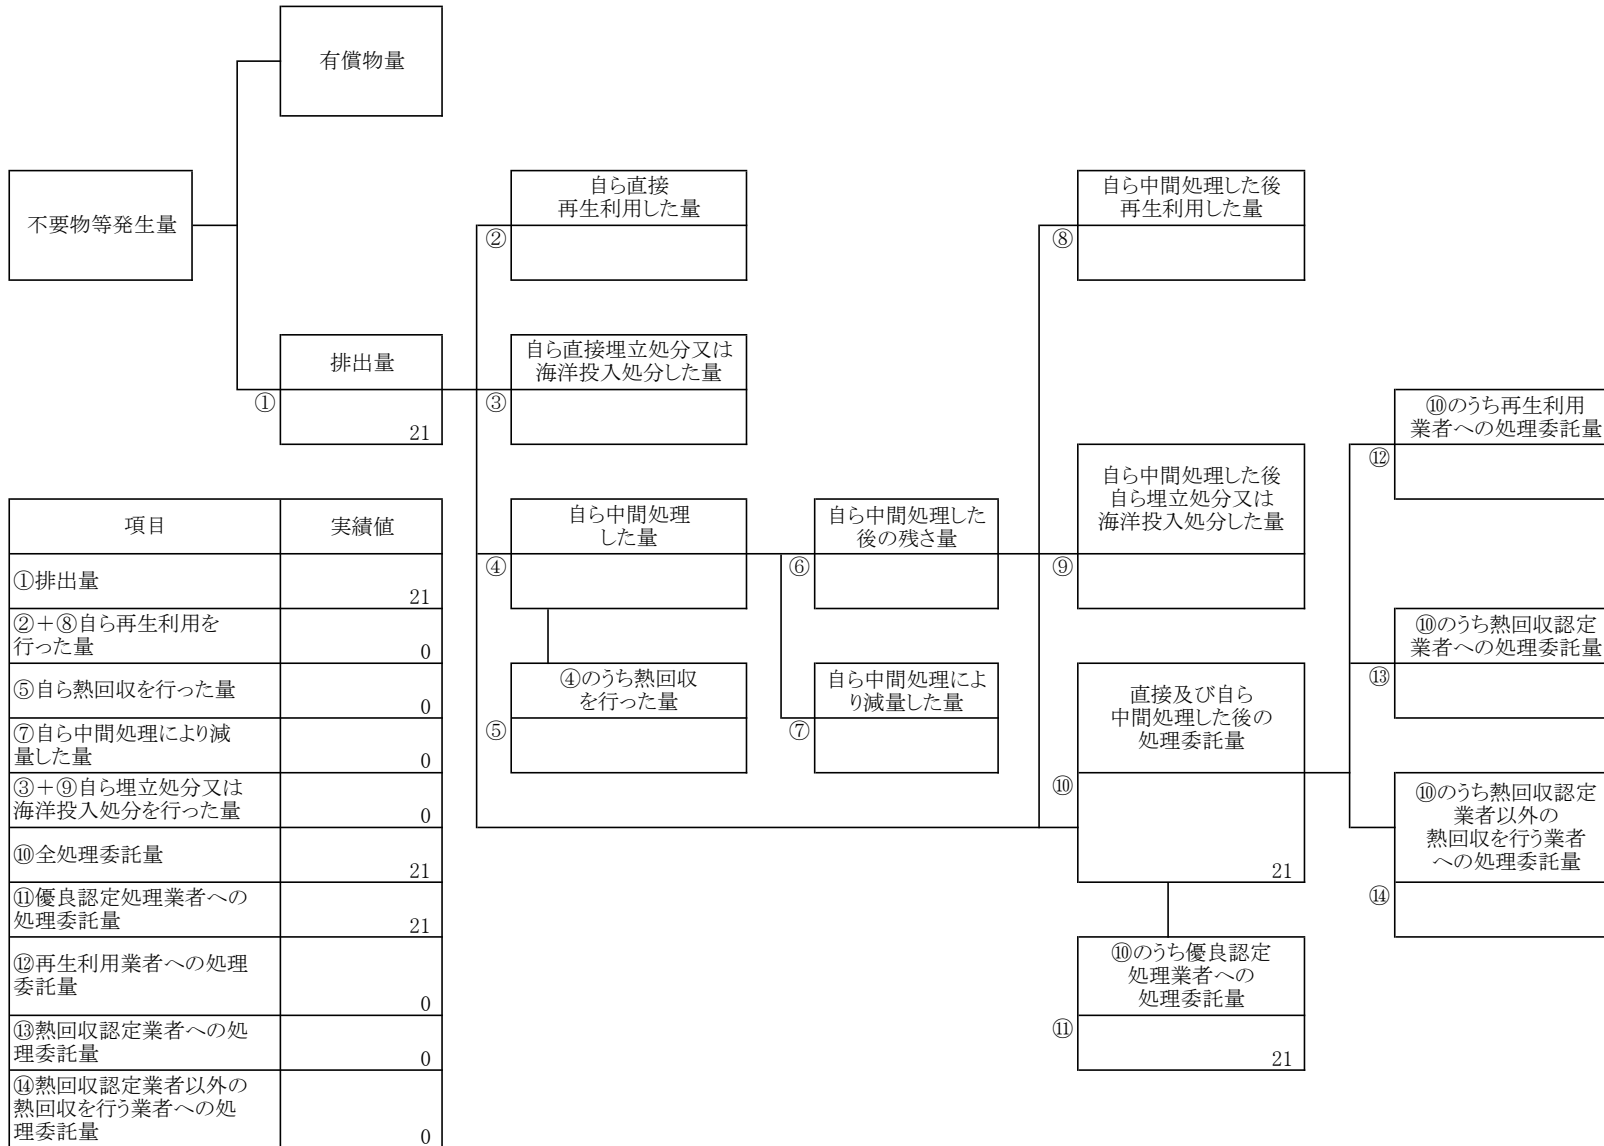 有償物量
不要物等発生量
自ら直接
再生利用した量
②
自ら中間処理した後
再生利用した量
⑧
排出量
①
21
自ら直接埋立処分又は
海洋投入処分した量
③
⑩のうち再生利用
業者への処理委託量
⑫
自ら中間処理した後
自ら埋立処分又は
海洋投入処分した量
⑨
自ら中間処理
した量
④
自ら中間処理した
後の残さ量
⑥
⑩のうち熱回収認定
業者への処理委託量
⑬
④のうち熱回収
を行った量
⑤
自ら中間処理によ
り減量した量
⑦
直接及び自ら
中間処理した後の
処理委託量
⑩
21
⑩のうち熱回収認定
業者以外の
熱回収を行う業者
への処理委託量
⑭
⑩のうち優良認定
処理業者への
処理委託量
⑪
21
項目 実績値
①排出量 21
②+⑧自ら再生利用を
行った量 0
⑤自ら熱回収を行った量 0
⑦自ら中間処理により減
量した量 0
③+⑨自ら埋立処分又は
海洋投入処分を行った量 0
⑩全処理委託量 21
⑪優良認定処理業者への
処理委託量 21
⑫再生利用業者への処理
委託量 0
⑬熱回収認定業者への処
理委託量 0
⑭熱回収認定業者以外の
熱回収を行う業者への処
理委託量 0